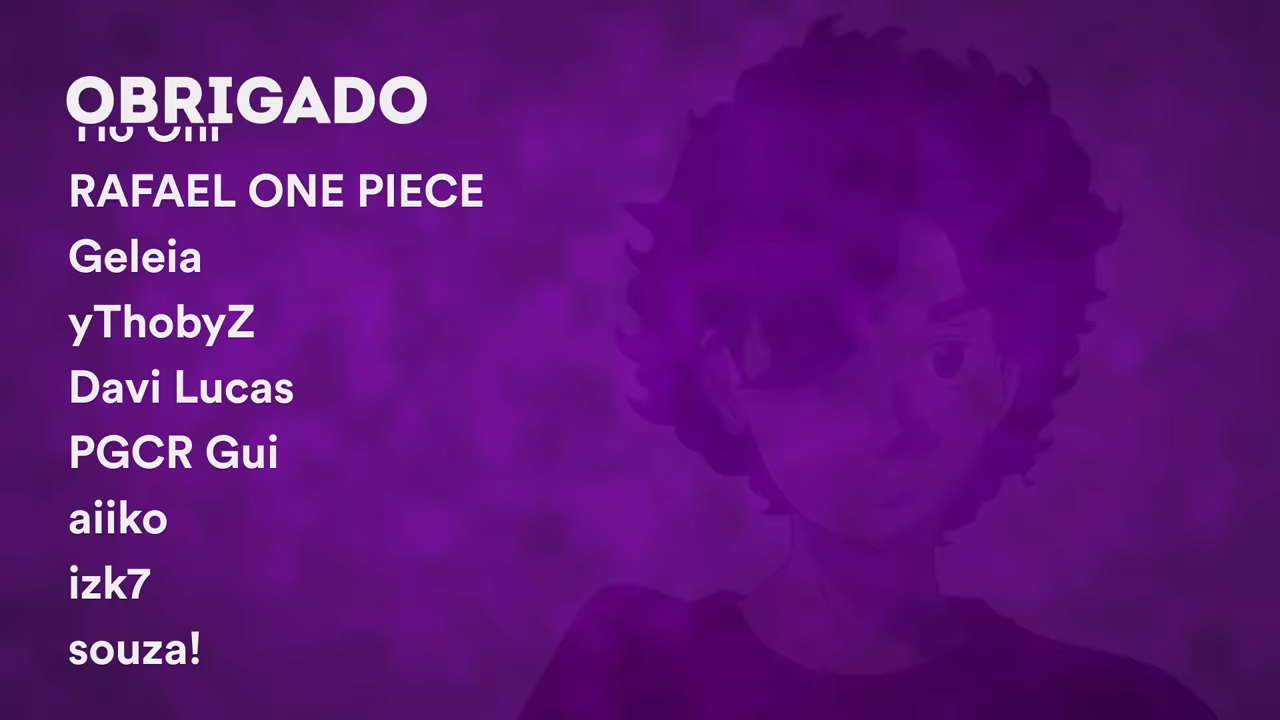 OBRIGADO
RAFAEL ONE PIECE
Geleia
yThobyZ
Davi Lucas
PGCR Gui
aiiko
izk7
souza!